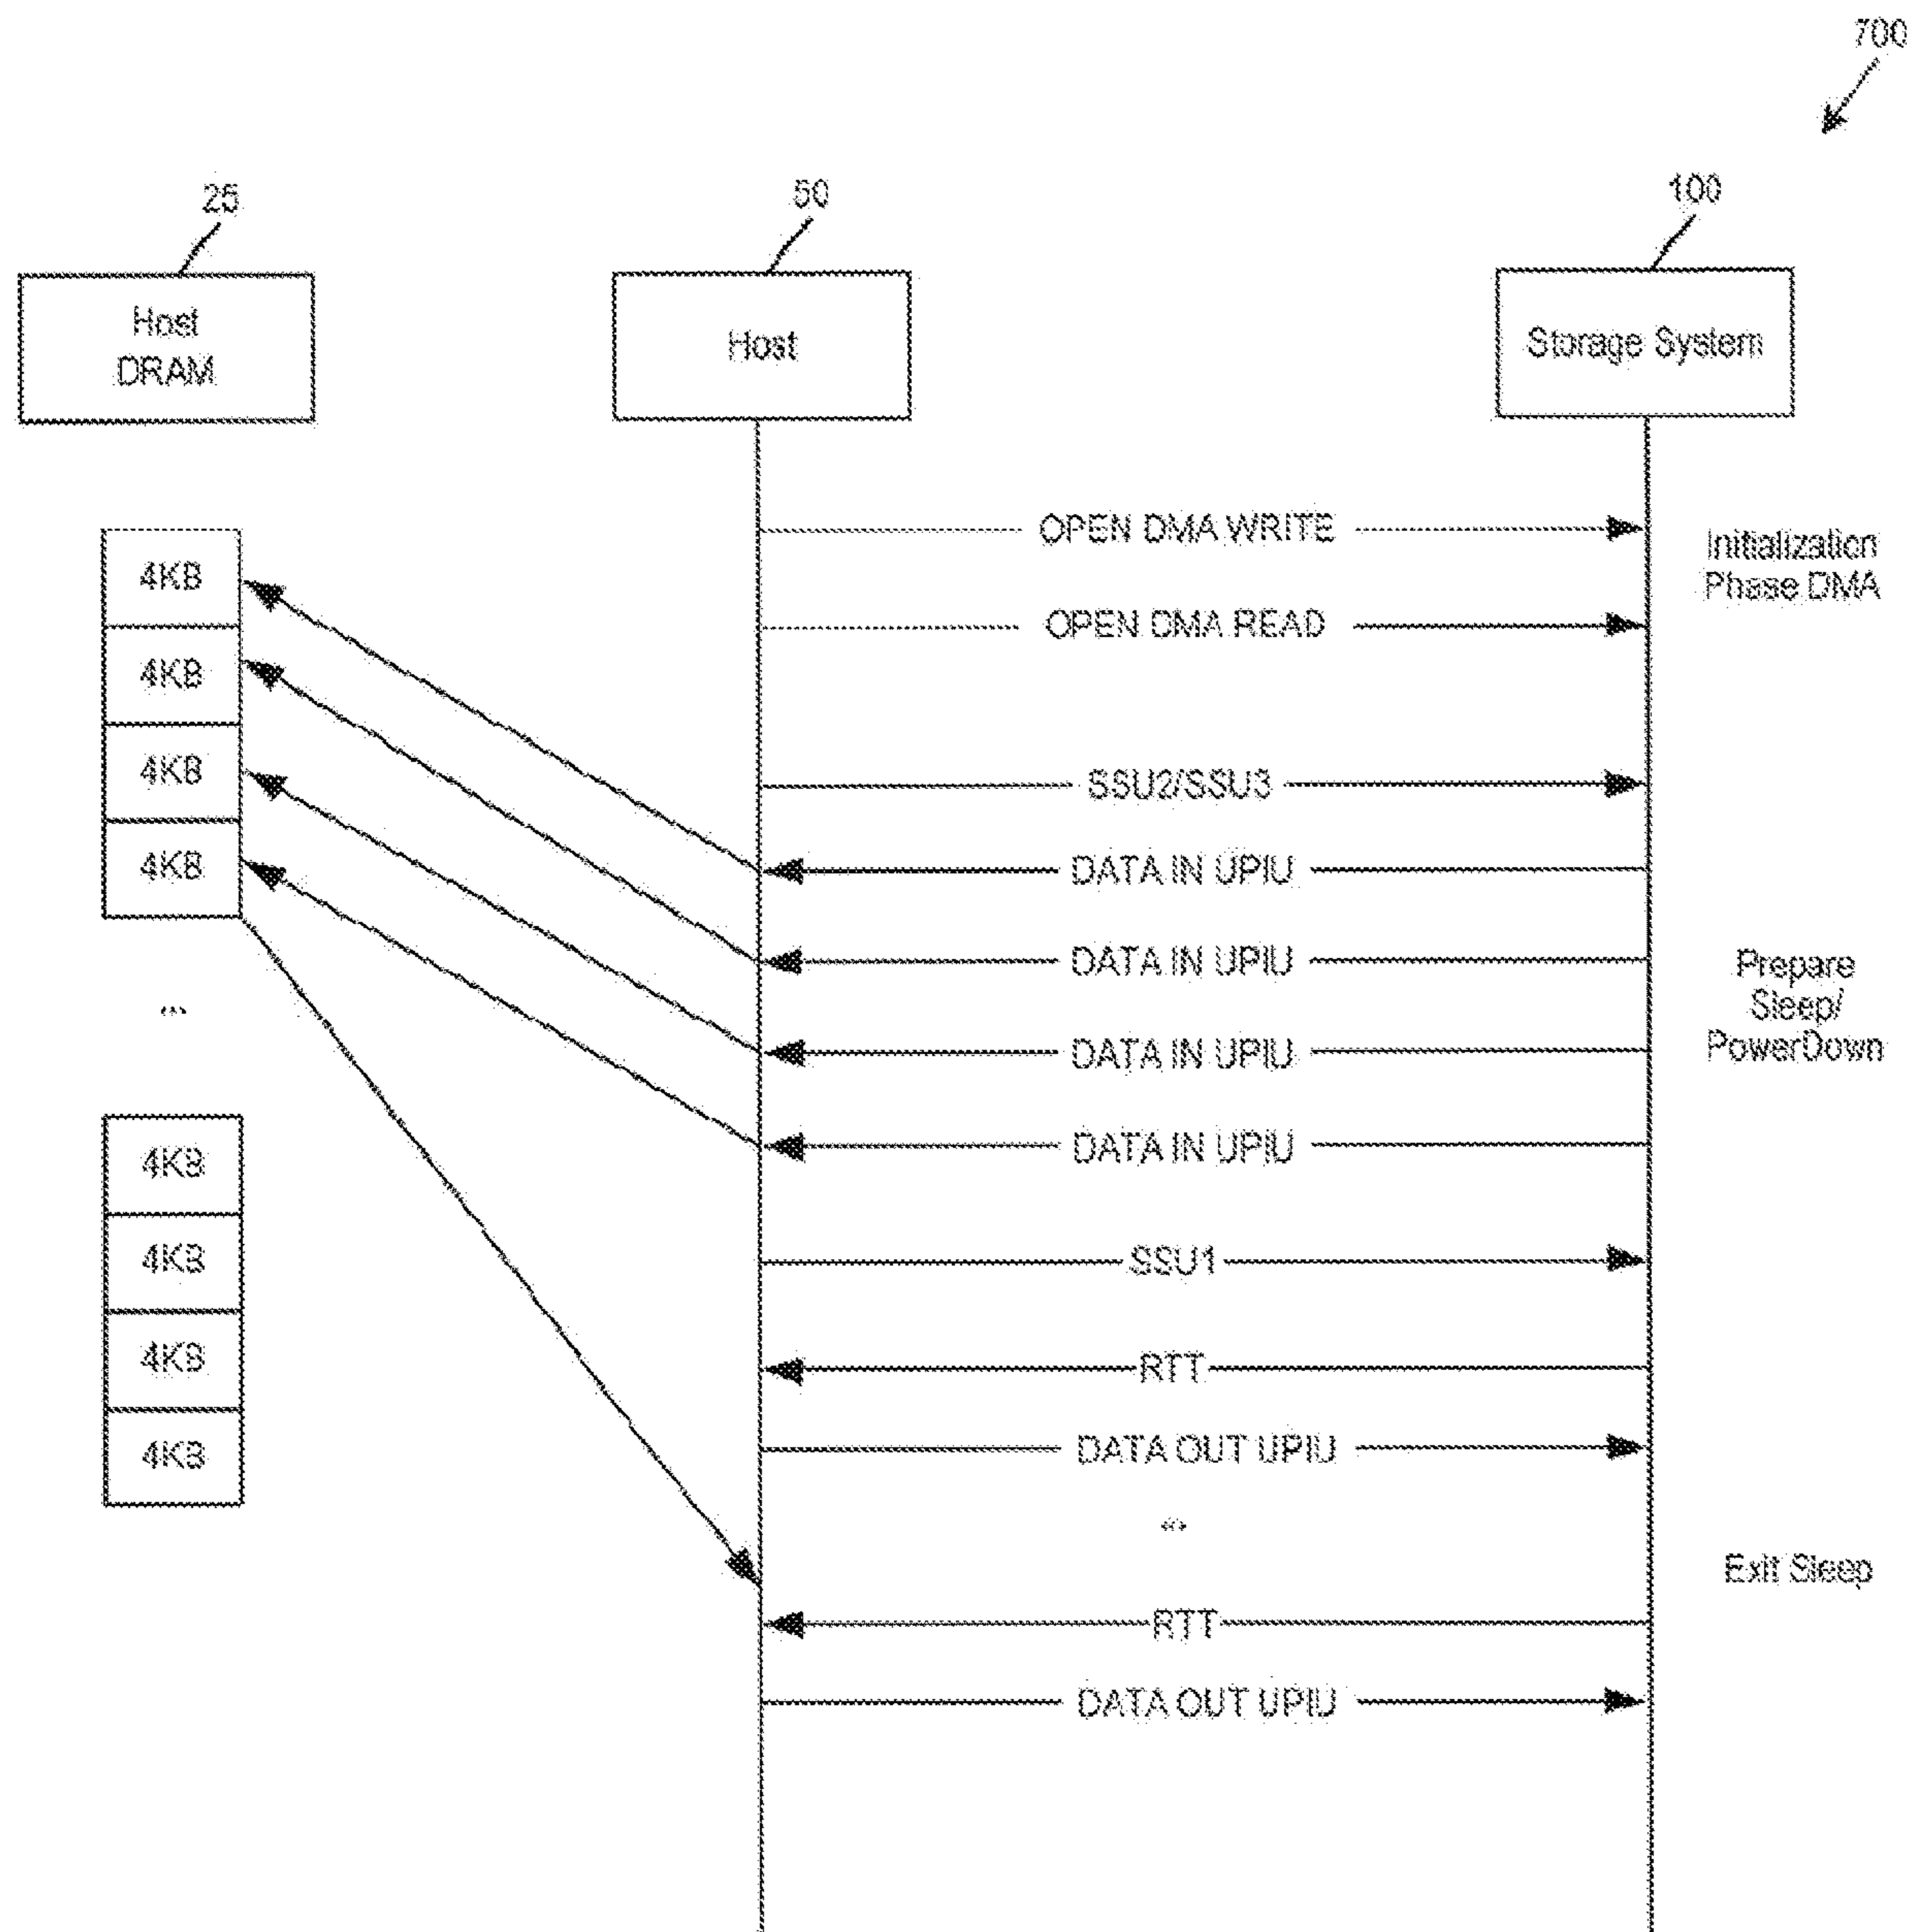 700
25
50
100
Host
DRAM
Host
Storage System
OPEN DMA WRITE
Initialization
Phase DMA
4KB
OPEN DMA READ
4KB
4KB
SSU2/SSU3
4KB
DATA IN UPIU
DATA IN UPIU
Prepare
Sleep/
PowerDown
...
DATA IN UPIU
4KB
DATA IN UPIU
4KB
SSU1
4KB
RTT
4KB
DATA OUT UPIU
...
Exit Sleep
RTT
DATA OUT UPIU